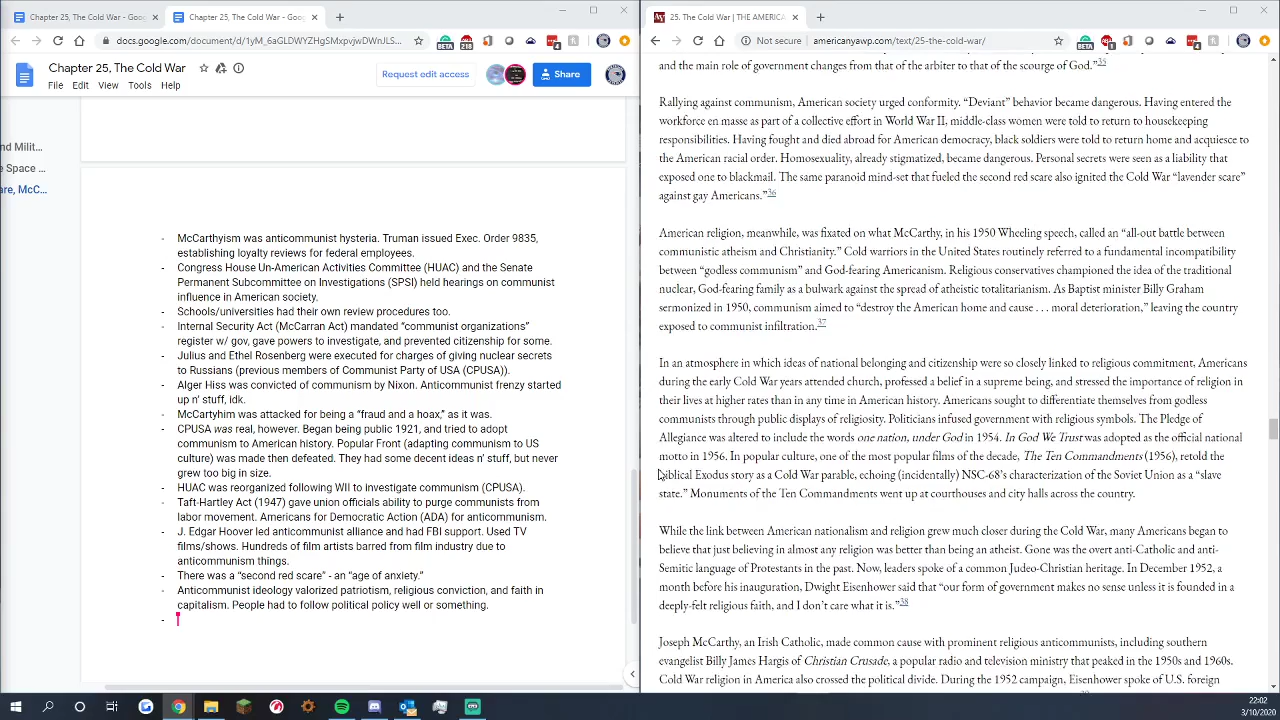 Chapter 25, The Cold War - Goo
Chapter 25, The Cold War - Goo
docs.google.com/document/d/1yM_6aGLDWYZHgSMxpvjwDWnJLS...
Chapter 25, The Cold War
File Edit View Tools Help
Request edit access
Share
nd Milit...
e Space ...
are, McC...
- McCarthyism was anticommunist hysteria. Truman issued Exec. Order 9835,
establishing loyalty reviews for federal employees.
- Congress House Un-American Activities Committee (HUAC) and the Senate
Permanent Subcommittee on Investigations (SPSI) held hearings on communist
influence in American society,
- Schools/universities had their own review procedures too.
- Internal Security Act (McCarran Act) mandated “communist organizations”
register w/ gov, gave powers to investigate, and prevented citizenship for some.
- Julius and Ethel Rosenberg were executed for charges of giving nuclear secrets
to Russians (previous members of Communist Party of USA (CPUSA)).
- Alger Hiss was convicted of communism by Nixon. Anticommunist frenzy started
up n’ stuff, idk.
- McCartyhim was attacked for being a “fraud and a hoax,” as it was.
- CPUSA was real, however. Began being public 1921, and tried to adopt
communism to American history. Popular Front (adapting communism to US
culture) was made then defeated. They had some decent ideas n’ stuff, but never
grew too big in size.
- HUAC was reorganized following WII to investigate communism (CPUSA).
- Taft-Hartley Act (1947) gave union officials ability to purge communists from
labor movement. Americans for Democratic Action (ADA) for anticommunism.
- J. Edgar Hoover led anticommunist alliance and had FBI support. Used TV
films/shows. Hundreds of film artists barred from film industry due to
anticommunism things.
- There was a “second red scare” - an “age of anxiety.”
- Anticommunist ideology valorized patriotism, religious conviction, and faith in
capitalism. People had to follow political policy well or something.
-
25. The Cold War | THE AMERICA
Not secure americanyawp.com/text/25-the-cold-war/
and the main role of government changes from that of the arbiter to that of the scourge of God.”35
Rallying against communism, American society urged conformity. “Deviant” behavior became dangerous. Having entered the
workforce en masse as part of a collective effort in World War II, middle-class women were told to return to housekeeping
responsibilities. Having fought and died abroad for American democracy, black soldiers were told to return home and acquiesce to
the American racial order. Homosexuality, already stigmatized, became dangerous. Personal secrets were seen as a liability that
exposed one to blackmail. The same paranoid mind-set that fueled the second red scare also ignited the Cold War “lavender scare”
against gay Americans.”36
American religion, meanwhile, was fixated on what McCarthy, in his 1950 Wheeling speech, called an “all-out battle between
communistic atheism and Christianity.” Cold warriors in the United States routinely referred to a fundamental incompatibility
between “godless communism” and God-fearing Americanism. Religious conservatives championed the idea of the traditional
nuclear, God-fearing family as a bulwark against the spread of atheistic totalitarianism. As Baptist minister Billy Graham
sermonized in 1950, communism aimed to “destroy the American home and cause . . . moral deterioration,” leaving the country
exposed to communist infiltration.37
In an atmosphere in which ideas of national belonging and citizenship were so closely linked to religious commitment, Americans
during the early Cold War years attended church, professed a belief in a supreme being, and stressed the importance of religion in
their lives at higher rates than in any time in American history. Americans sought to differentiate themselves from godless
communists through public displays of religiosity. Politicians infused government with religious symbols. The Pledge of
Allegiance was altered to include the words one nation, under God in 1954. In God We Trust was adopted as the official national
motto in 1956. In popular culture, one of the most popular films of the decade, The Ten Commandments (1956), retold the
biblical Exodus story as a Cold War parable, echoing (incidentally) NSC-68’s characterization of the Soviet Union as a “slave
state.” Monuments of the Ten Commandments went up at courthouses and city halls across the country.
While the link between American nationalism and religion grew much closer during the Cold War, many Americans began to
believe that just believing in almost any religion was better than being an atheist. Gone was the overt anti-Catholic and anti-
Semitic language of Protestants in the past. Now, leaders spoke of a common Judeo-Christian heritage. In December 1952, a
month before his inauguration, Dwight Eisenhower said that “our form of government makes no sense unless it is founded in a
deeply-felt religious faith, and I don’t care what it is.”38
Joseph McCarthy, an Irish Catholic, made common cause with prominent religious anticommunists, including southern
evangelist Billy James Hargis of Christian Crusade, a popular radio and television ministry that peaked in the 1950s and 1960s.
Cold War religion in America also crossed the political divide. During the 1952 campaign, Eisenhower spoke of U.S. foreign
22:02
3/10/2020